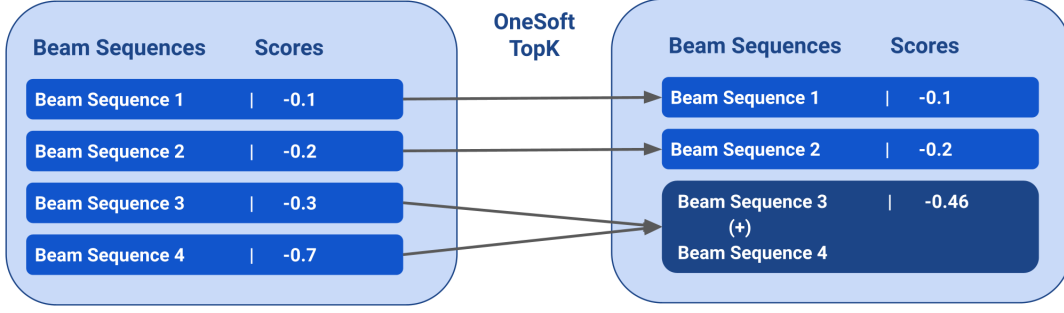 OneSoft
TopK
Beam Sequences Scores
Beam Sequence 1 | -0.1
Beam Sequence 2 | -0.2
Beam Sequence 3 | -0.3
Beam Sequence 4 | -0.7
Beam Sequences Scores
Beam Sequence 1 | -0.1
Beam Sequence 2 | -0.2
Beam Sequence 3 | -0.46
(+)
Beam Sequence 4